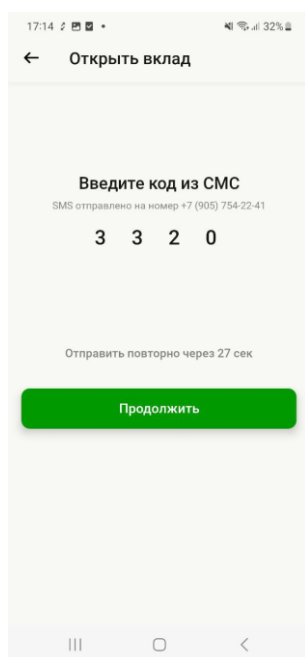 17:14 32%
Открыть вклад
Введите код из СМС
SMS отправлено на номер +7 (905) 754-22-41
3 3 2 0
Отправить повторно через 27 сек
Продолжить